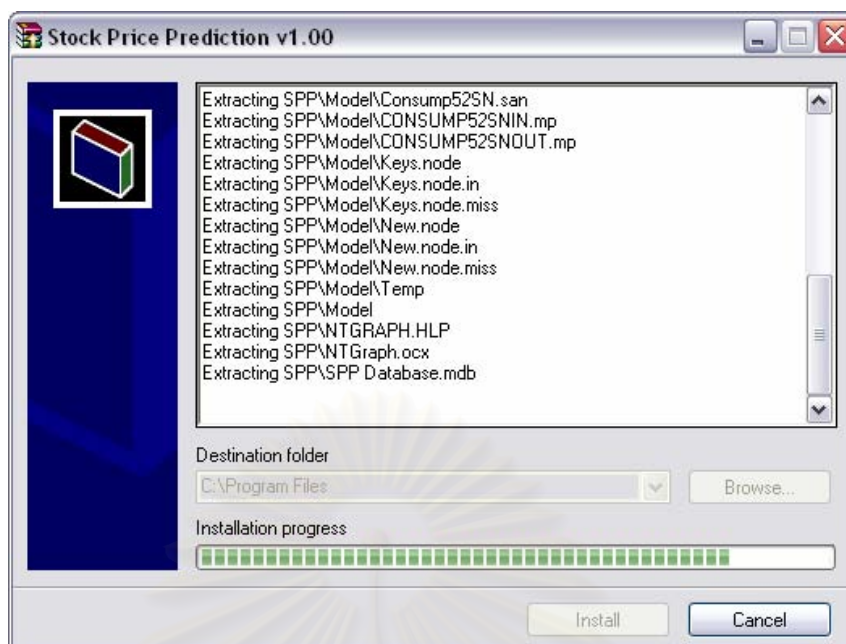 Stock Price Prediction v1.00
Extracting SPP\Model\Consump52SN.san
Extracting SPP\Model\CONSUMP52SNIN.mp
Extracting SPP\Model\CONSUMP52SNOUT.mp
Extracting SPP\Model\Keys.node
Extracting SPP\Model\Keys.node.in
Extracting SPP\Model\Keys.node.miss
Extracting SPP\Model\New.node
Extracting SPP\Model\New.node.in
Extracting SPP\Model\New.node.miss
Extracting SPP\Model\Temp
Extracting SPP\Model
Extracting SPP\NTGRAPH.HLP
Extracting SPP\NTGraph.ocx
Extracting SPP\SPP Database.mdb
Destination folder
C:\Program Files
Browse...
Installation progress
Install
Cancel